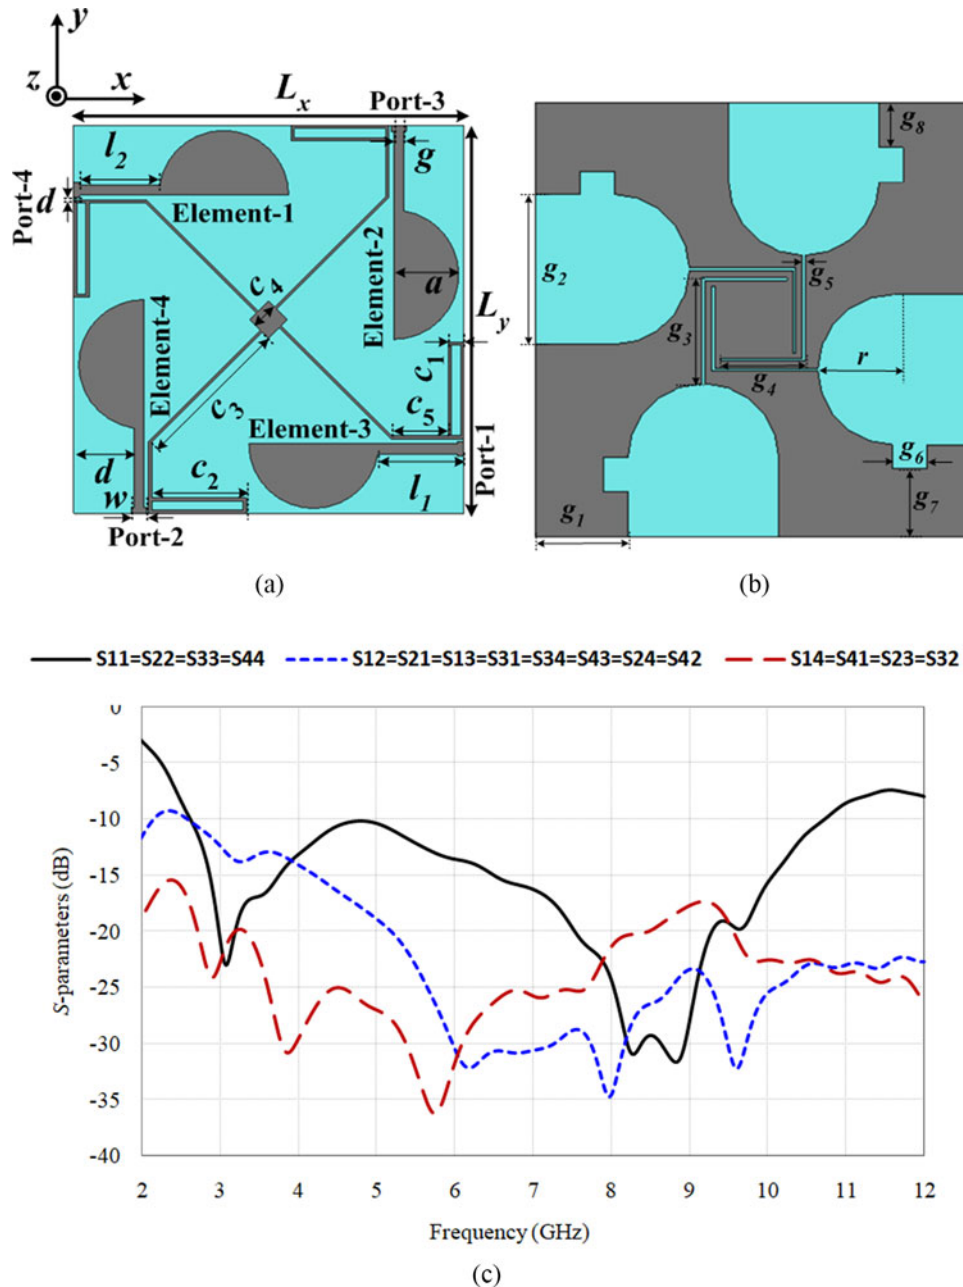 y
z
x
Lx
Port-3
l2
g
Port-4
d
Element-1
Element-2
a
c4
Ly
Element-4
c1
c3
c5
Element-3
d
c2
l1
Port-1
w
Port-2
(a)
g8
g2
g5
g3
r
g4
g6
g1
g7
(b)
S11=S22=S33=S44
S12=S21=S13=S31=S34=S43=S24=S42
S14=S41=S23=S32
0
-5
-10
-15
-20
-25
-30
-35
-40
S-parameters (dB)
2 3 4 5 6 7 8 9 10 11 12
Frequency (GHz)
(c)